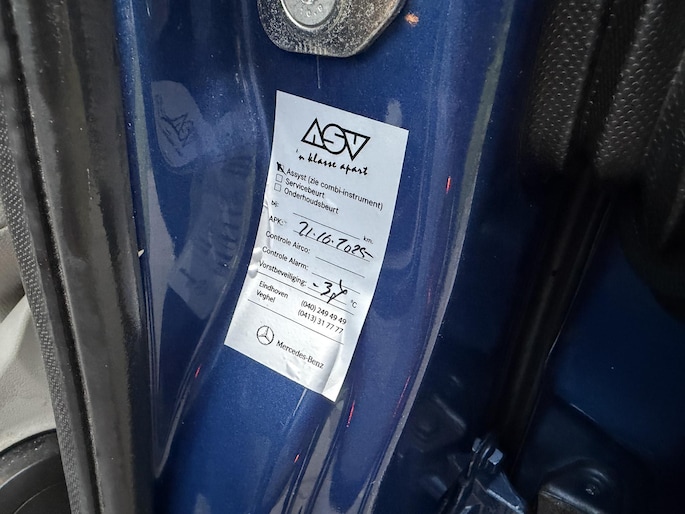 ASV
'n klasse apart
Assyst (zie combi-instrument)
Servicebeurt
Onderhoudsbeurt
bij: km.
APK: 21-10-2025
Controle Airco:
Controle Alarm:
Vorstbeveiliging: °C
Eindhoven (040) 249 49 49
Veghel (0413) 31 77 77
Mercedes-Benz